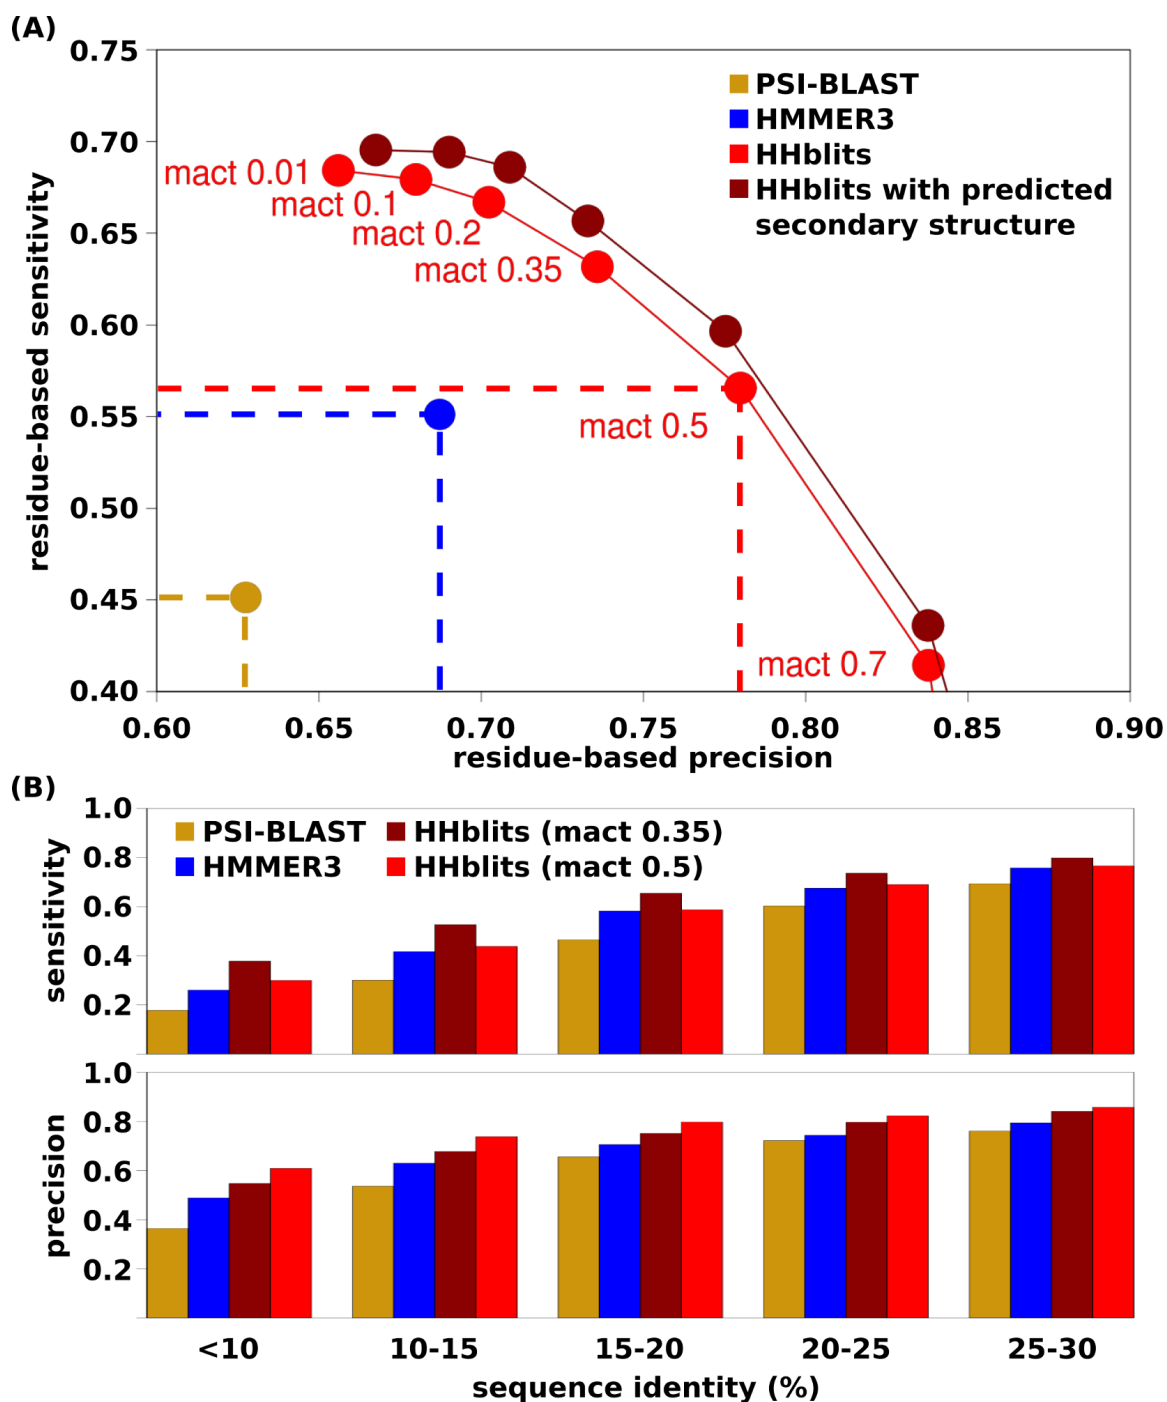 (A)
0.75
0.70
0.65
0.60
0.55
0.50
0.45
0.40
residue-based sensitivity
PSI-BLAST
HMMER3
HHblits
HHblits with predicted
secondary structure
mact 0.01
mact 0.1
mact 0.2
mact 0.35
mact 0.5
mact 0.7
0.60 0.65 0.70 0.75 0.80 0.85 0.90
residue-based precision
(B)
1.0
0.8
0.6
0.4
0.2
sensitivity
PSI-BLAST HHblits (mact 0.35)
HMMER3 HHblits (mact 0.5)
1.0
0.8
0.6
0.4
0.2
precision
<10 10-15 15-20 20-25 25-30
sequence identity (%)